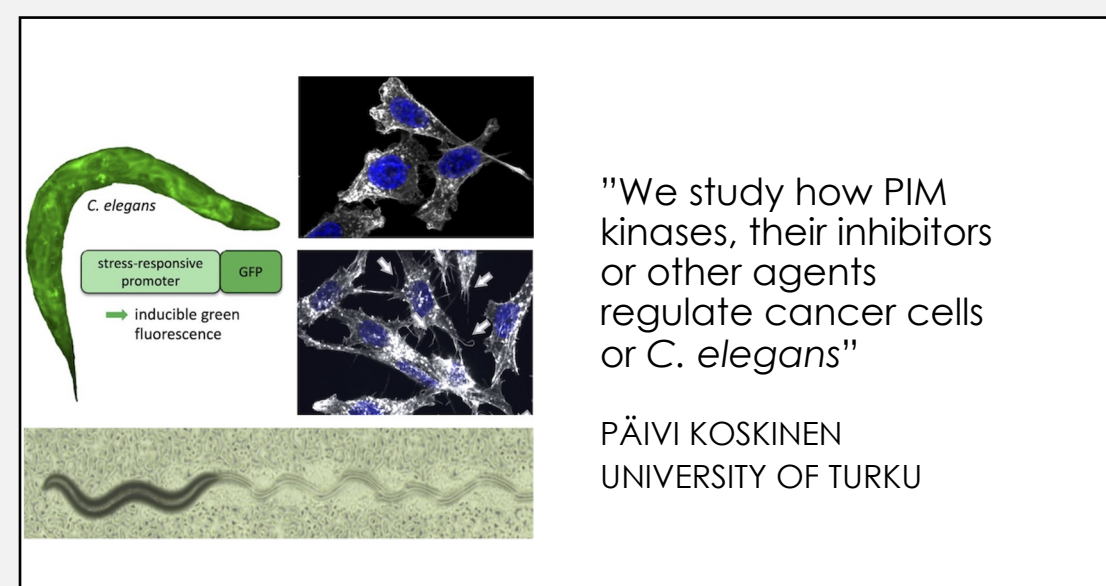 C. elegans
stress-responsive
promoter
GFP
inducible green
fluorescence
”We study how PIM
kinases, their inhibitors
or other agents
regulate cancer cells
or C. elegans”
PÄIVI KOSKINEN
UNIVERSITY OF TURKU